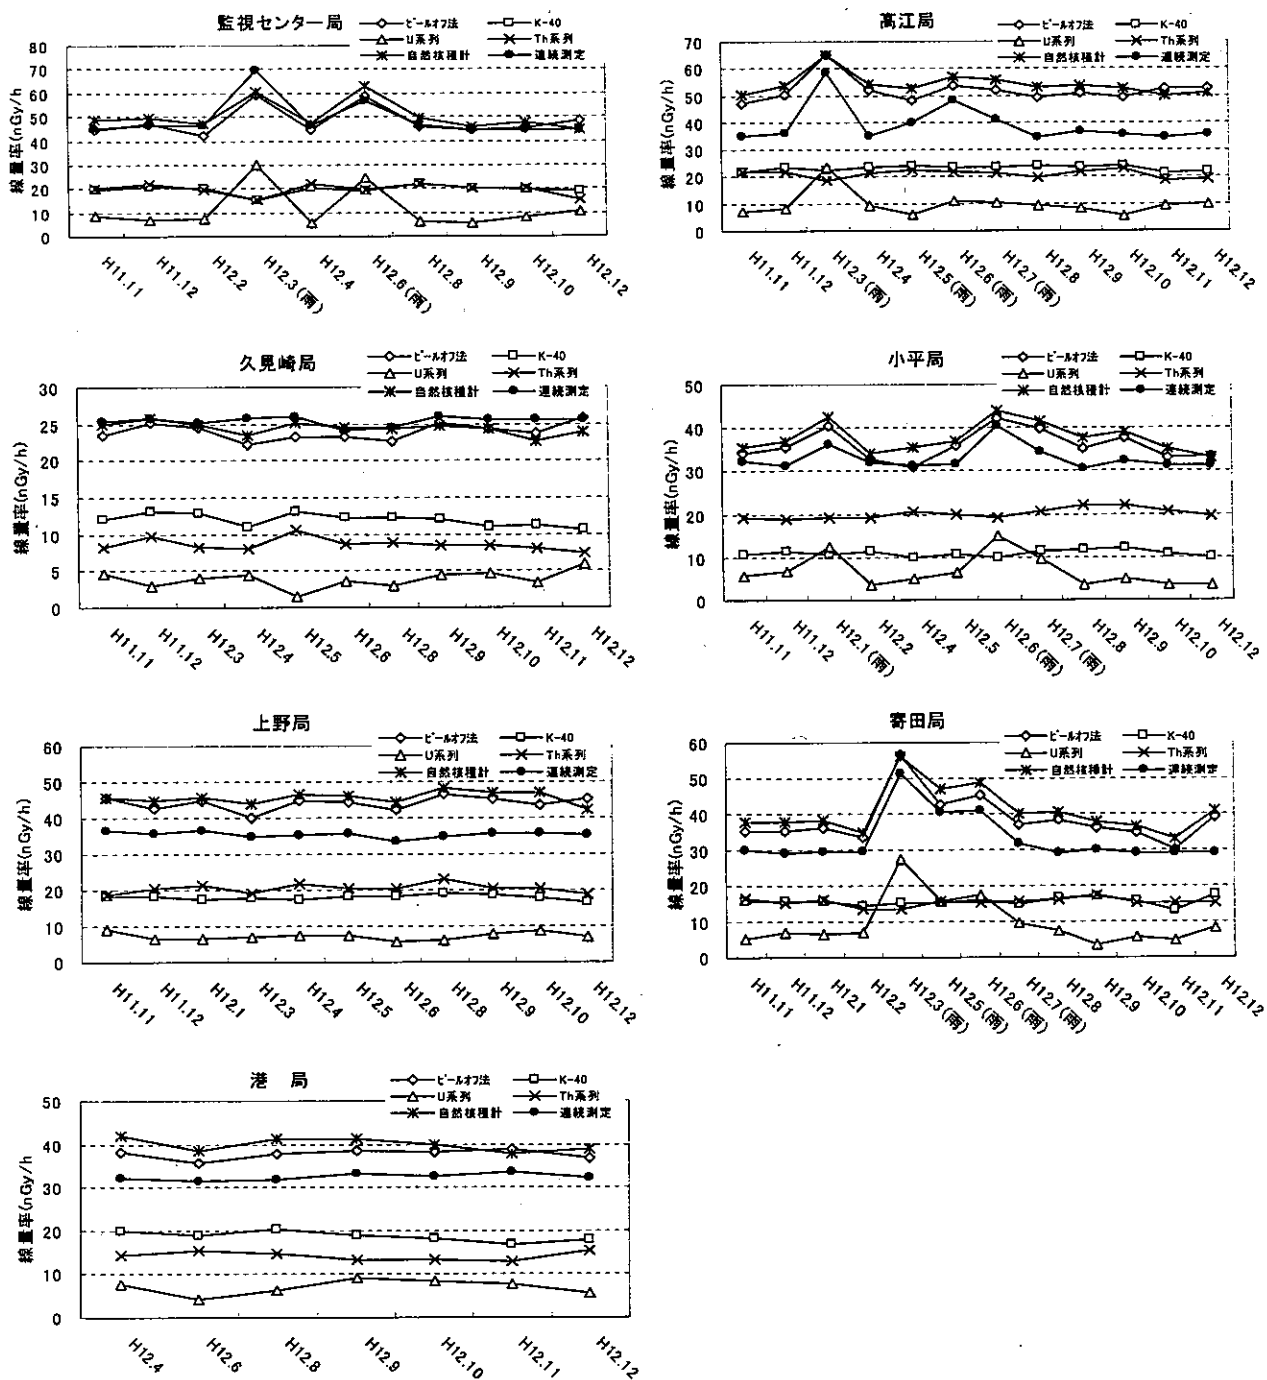 監視センター局
ピールオフ法 K-40
U系列 Th系列
自然核種計 連続測定
線量率(nGy/h)
80
70
60
50
40
30
20
10
0
H11.11 H11.12 H12.2 H12.3(雨) H12.4 H12.6(雨) H12.8 H12.9 H12.10 H12.12
高江局
ピールオフ法 K-40
U系列 Th系列
自然核種計 連続測定
線量率(nGy/h)
70
60
50
40
30
20
10
0
H11.11 H11.12 H12.3(雨) H12.4 H12.5(雨) H12.6(雨) H12.7(雨) H12.8 H12.9 H12.10 H12.11 H12.12
久見崎局
ピールオフ法 K-40
U系列 Th系列
自然核種計 連続測定
線量率(nGy/h)
30
25
20
15
10
5
0
H11.11 H11.12 H12.3 H12.4 H12.5 H12.6 H12.8 H12.9 H12.10 H12.11 H12.12
小平局
ピールオフ法 K-40
U系列 Th系列
自然核種計 連続測定
線量率(nGy/h)
50
40
30
20
10
0
H11.11 H11.12 H12.1(雨) H12.2 H12.4 H12.5 H12.6(雨) H12.7(雨) H12.8 H12.9 H12.10 H12.12
上野局
ピールオフ法 K-40
U系列 Th系列
自然核種計 連続測定
線量率(nGy/h)
60
50
40
30
20
10
0
H11.11 H11.12 H12.1 H12.3 H12.4 H12.5 H12.6 H12.8 H12.9 H12.10 H12.12
寄田局
ピールオフ法 K-40
U系列 Th系列
自然核種計 連続測定
線量率(nGy/h)
60
50
40
30
20
10
0
H11.11 H11.12 H12.1 H12.2 H12.3(雨) H12.5(雨) H12.6(雨) H12.7(雨) H12.8 H12.9 H12.10 H12.11 H12.12
港 局
ピールオフ法 K-40
U系列 Th系列
自然核種計 連続測定
線量率(nGy/h)
50
40
30
20
10
0
H12.4 H12.6 H12.8 H12.9 H12.10 H12.11 H12.12